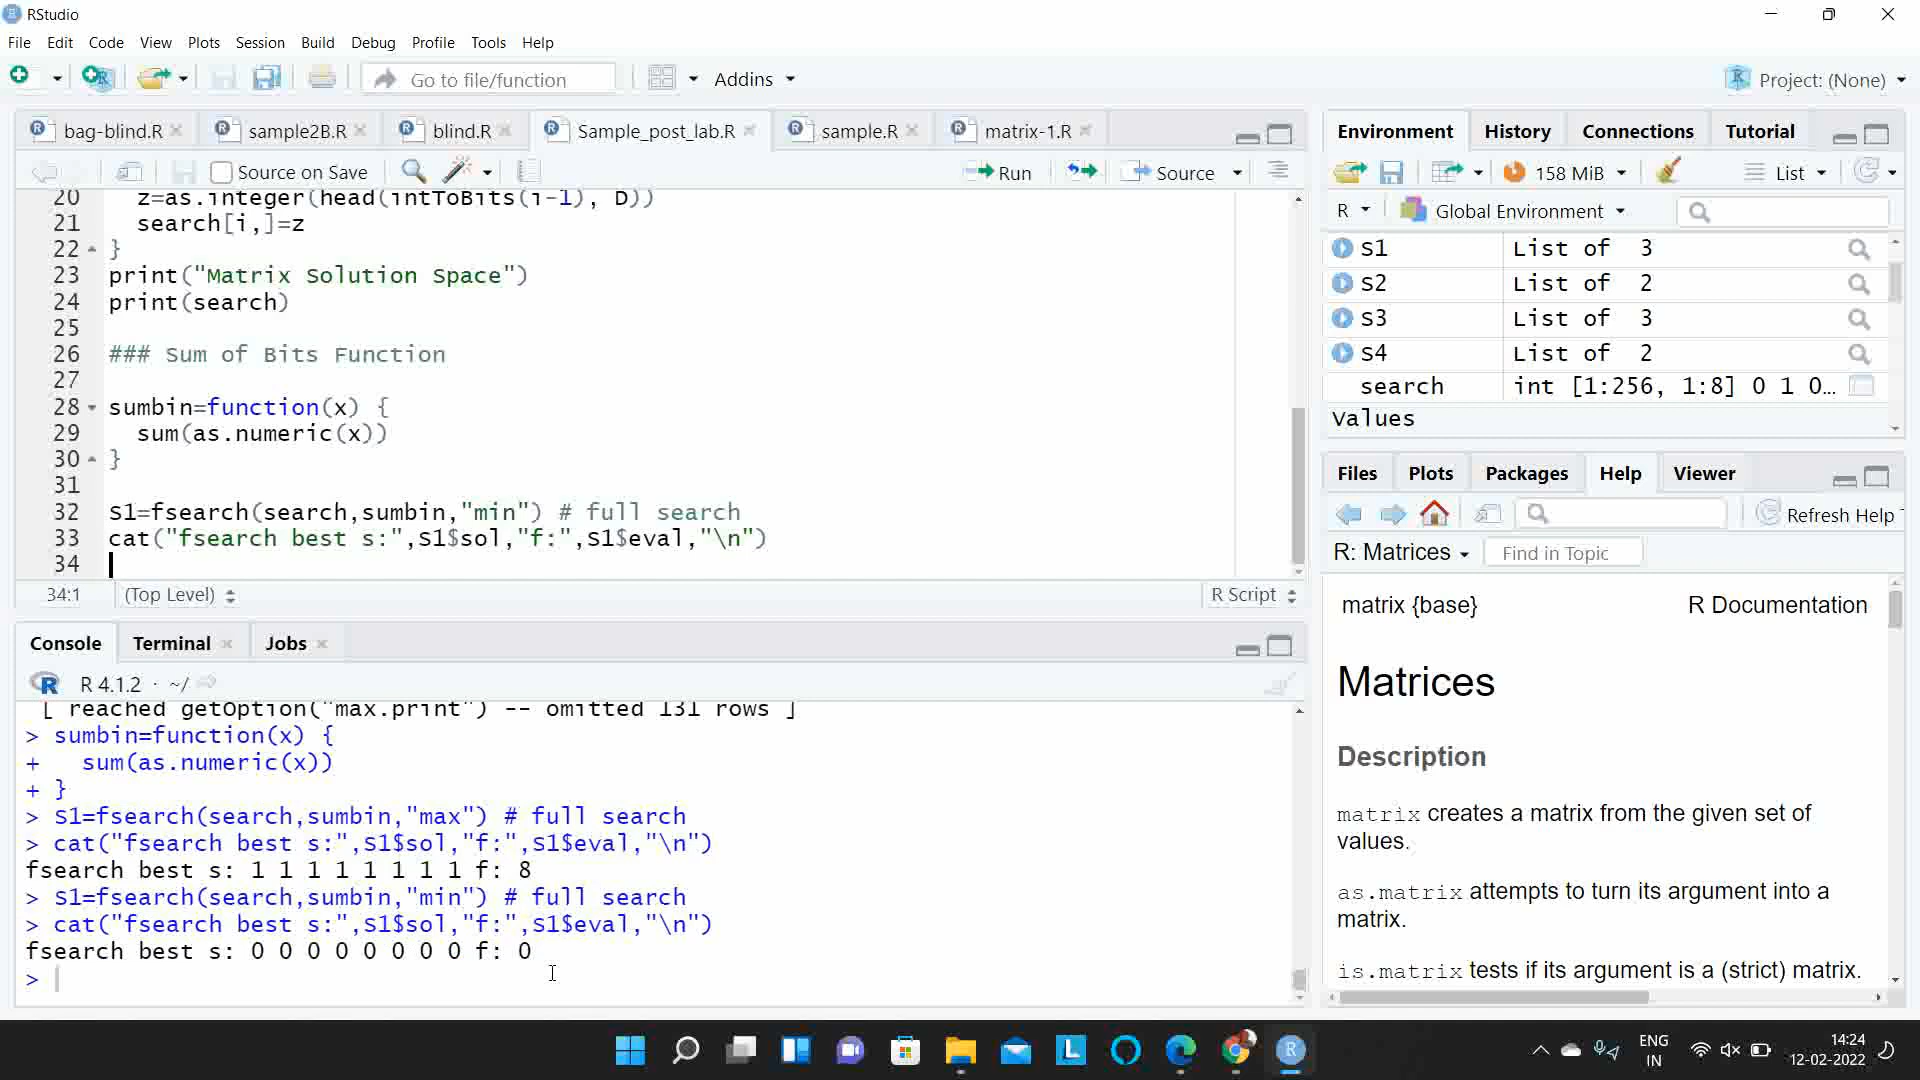 RStudio
File Edit Code View Plots Session Build Debug Profile Tools Help
Go to file/function Addins Project: (None)
bag-blind.R sample2B.R blind.R Sample_post_lab.R sample.R matrix-1.R
Source on Save Run Source
20 z=as.integer(head(intToBits(i-1), D))
21 search[i,]=z
22 }
23 print("Matrix Solution Space")
24 print(search)
25
26 ### Sum of Bits Function
27
28 sumbin=function(x) {
29 sum(as.numeric(x))
30 }
31
32 S1=fsearch(search,sumbin,"min") # full search
33 cat("fsearch best s:",S1$sol,"f:",S1$eval,"\n")
34
34:1 (Top Level) R Script
Console Terminal Jobs
R 4.1.2 · ~/
[ reached getOption("max.print") -- omitted 131 rows ]
> sumbin=function(x) {
+ sum(as.numeric(x))
+ }
> S1=fsearch(search,sumbin,"max") # full search
> cat("fsearch best s:",S1$sol,"f:",S1$eval,"\n")
fsearch best s: 1 1 1 1 1 1 1 1 f: 8
> S1=fsearch(search,sumbin,"min") # full search
> cat("fsearch best s:",S1$sol,"f:",S1$eval,"\n")
fsearch best s: 0 0 0 0 0 0 0 0 f: 0
>
Environment History Connections Tutorial
158 MiB List
R Global Environment
S1 List of 3
S2 List of 2
S3 List of 3
S4 List of 2
search int [1:256, 1:8] 0 1 0...
Values
Files Plots Packages Help Viewer
Refresh Help
R: Matrices Find in Topic
matrix {base} R Documentation
Matrices
Description
matrix creates a matrix from the given set of
values.
as.matrix attempts to turn its argument into a
matrix.
is.matrix tests if its argument is a (strict) matrix.
ENG
IN
14:24
12-02-2022